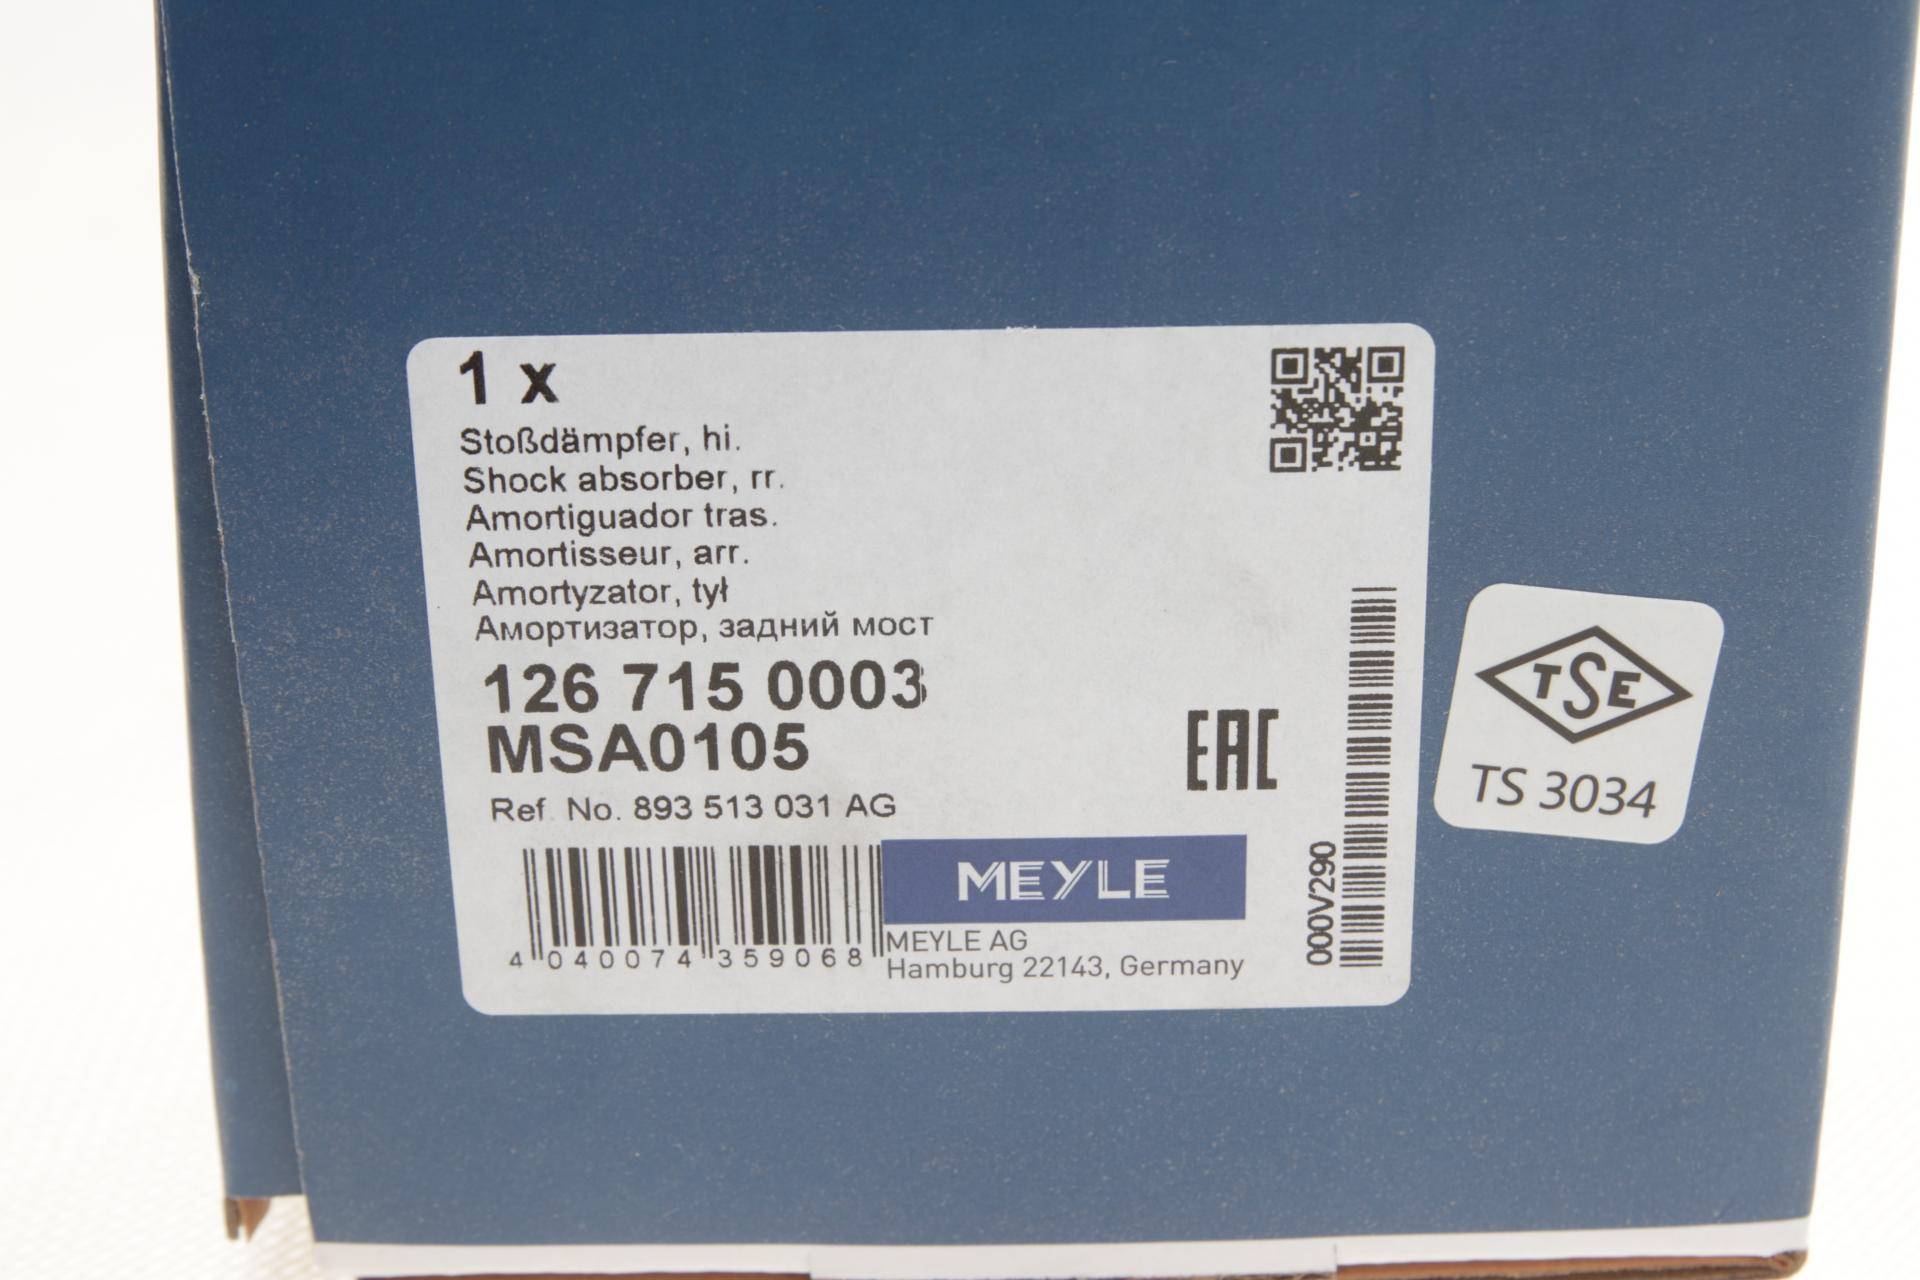 1 x
Stoßdämpfer, hi.
Shock absorber, rr.
Amortiguador tras.
Amortisseur, arr.
Amortyzator, tył
Амортизатор, задний мост
126 715 0003
MSA0105
Ref. No. 893 513 031 AG
4 040074 359068
MEYLE
MEYLE AG
Hamburg 22143, Germany
EAC
000V290
TSE
TS 3034